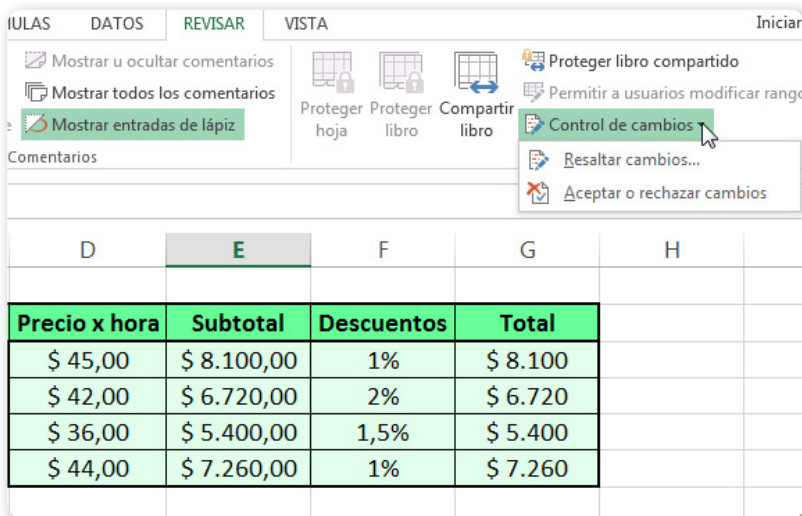 IULAS DATOS REVISAR VISTA Iniciar
Mostrar u ocultar comentarios
Mostrar todos los comentarios
Mostrar entradas de lápiz
Comentarios
Proteger hoja
Proteger libro
Compartir libro
Proteger libro compartido
Permitir a usuarios modificar rango
Control de cambios
Resaltar cambios...
Aceptar o rechazar cambios
D E F G H
Precio x hora Subtotal Descuentos Total
$ 45,00 $ 8.100,00 1% $ 8.100
$ 42,00 $ 6.720,00 2% $ 6.720
$ 36,00 $ 5.400,00 1,5% $ 5.400
$ 44,00 $ 7.260,00 1% $ 7.260